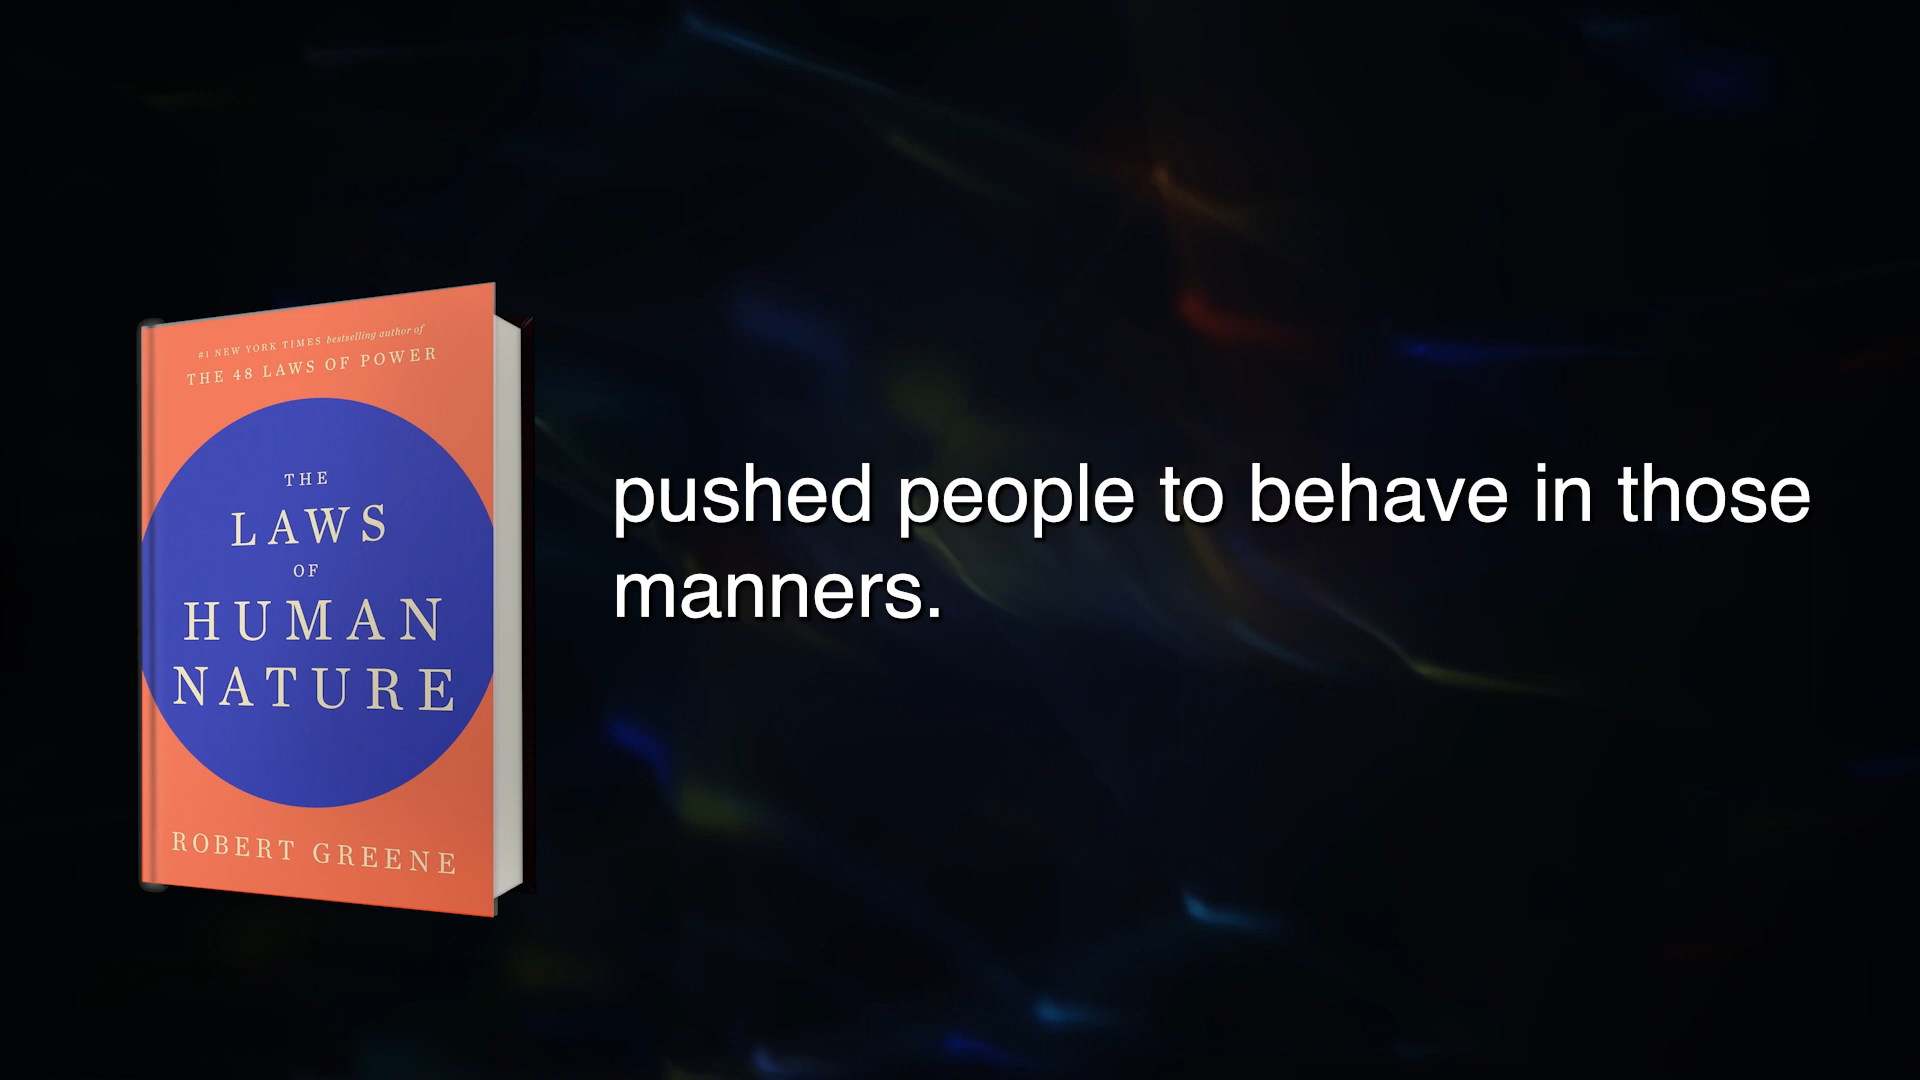 #1 NEW YORK TIMES bestselling author of
THE 48 LAWS OF POWER
THE
LAWS
OF
HUMAN
NATURE
ROBERT GREENE
pushed people to behave in those
manners.